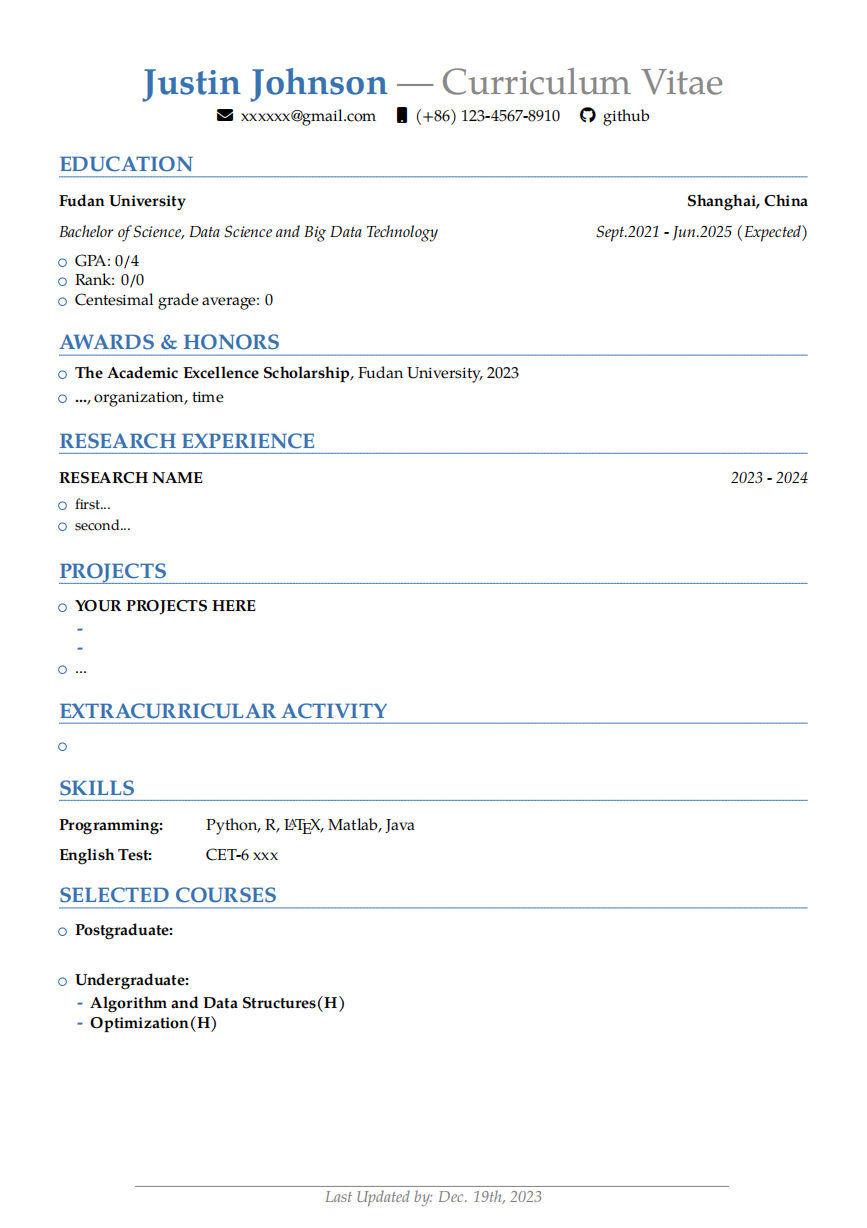 Justin Johnson — Curriculum Vitae
xxxxxx@gmail.com (+86) 123-4567-8910 github
EDUCATION
Fudan University Shanghai, China
Bachelor of Science, Data Science and Big Data Technology Sept.2021 - Jun.2025 (Expected)
GPA: 0/4
Rank: 0/0
Centesimal grade average: 0
AWARDS & HONORS
The Academic Excellence Scholarship, Fudan University, 2023
..., organization, time
RESEARCH EXPERIENCE
RESEARCH NAME 2023 - 2024
first...
second...
PROJECTS
YOUR PROJECTS HERE
-
-
...
EXTRACURRICULAR ACTIVITY
SKILLS
Programming: Python, R, LATEX, Matlab, Java
English Test: CET-6 xxx
SELECTED COURSES
Postgraduate:
Undergraduate:
- Algorithm and Data Structures(H)
- Optimization(H)
Last Updated by: Dec. 19th, 2023